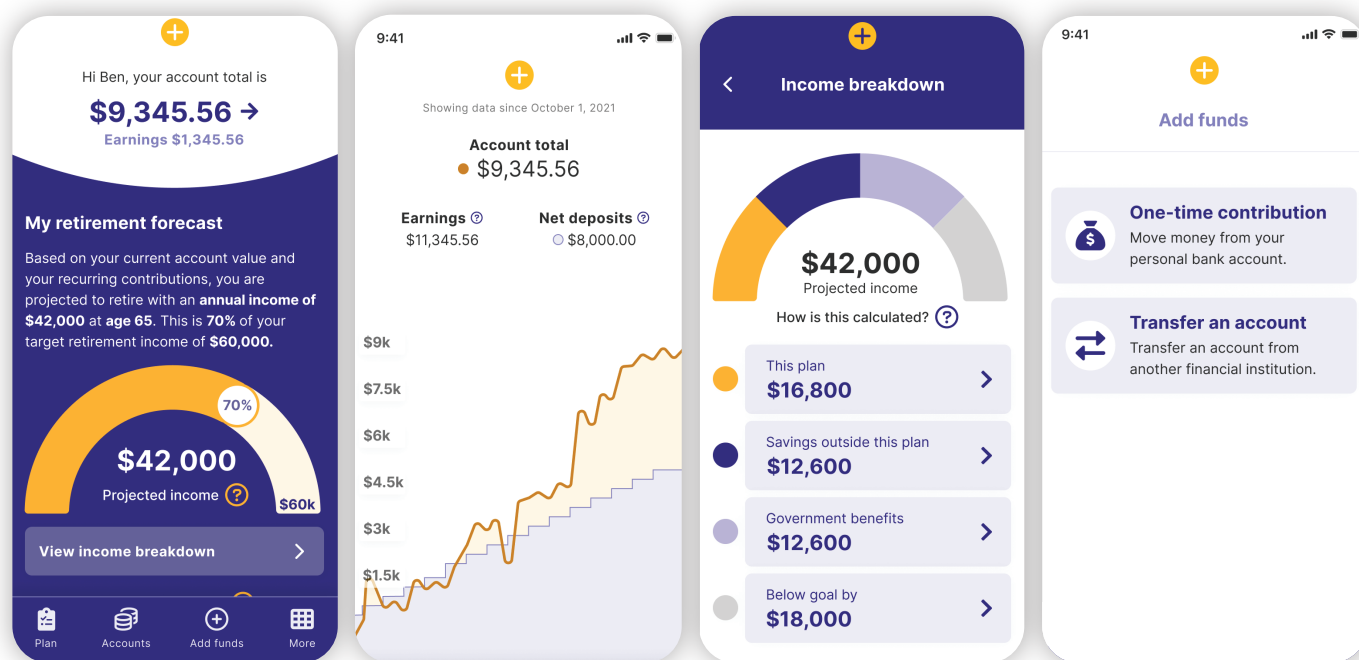 Hi Ben, your account total is
$9,345.56 →
Earnings $1,345.56
My retirement forecast
Based on your current account value and
your recurring contributions, you are
projected to retire with an annual income of
$42,000 at age 65. This is 70% of your
target retirement income of $60,000.
70%
$42,000
Projected income ?
$60k
View income breakdown
Plan
Accounts
Add funds
More
9:41
Showing data since October 1, 2021
Account total
$9,345.56
Earnings ?
$11,345.56
Net deposits ?
$8,000.00
$9k
$7.5k
$6k
$4.5k
$3k
$1.5k
Income breakdown
$42,000
Projected income
How is this calculated? ?
This plan
$16,800
Savings outside this plan
$12,600
Government benefits
$12,600
Below goal by
$18,000
9:41
Add funds
$
One-time contribution
Move money from your
personal bank account.
Transfer an account
Transfer an account from
another financial institution.